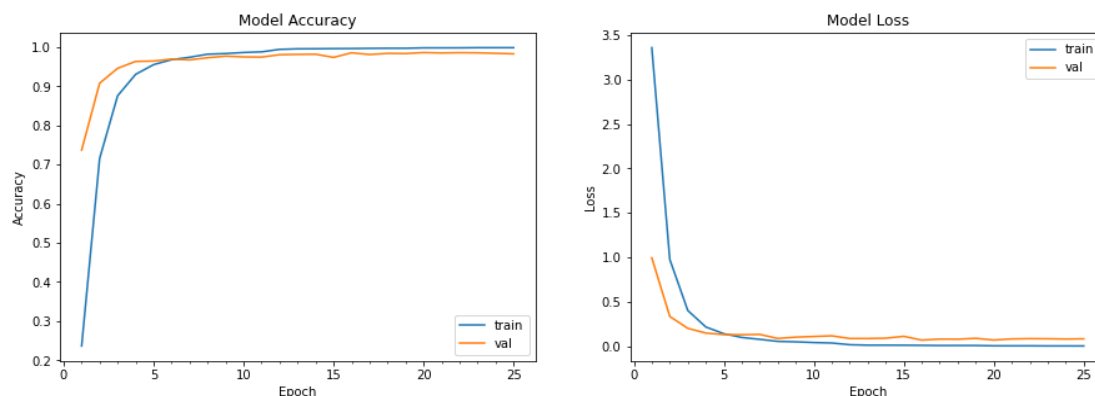 Model Accuracy
1.0
0.9
0.8
0.7
0.6
0.5
0.4
0.3
0.2
Accuracy
0 5 10 15 20 25
Epoch
train
val
Model Loss
3.5
3.0
2.5
2.0
1.5
1.0
0.5
0.0
Loss
0 5 10 15 20 25
Epoch
train
val